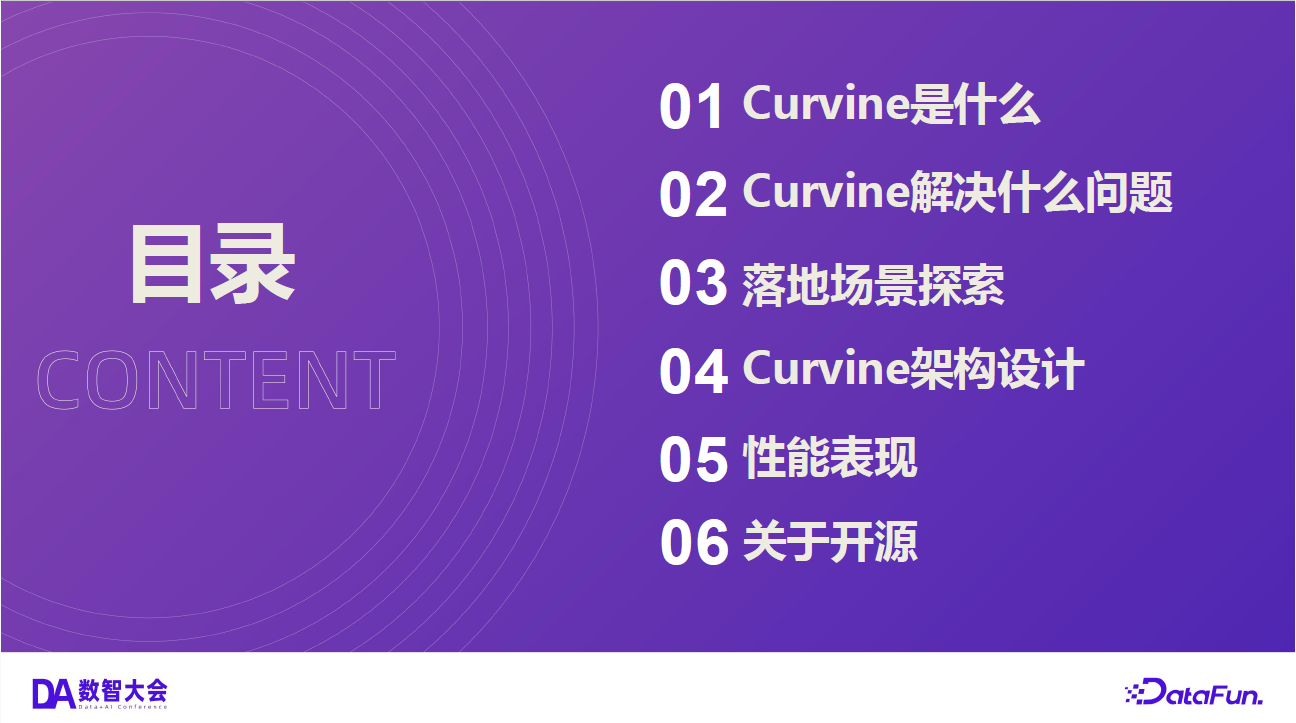 目录
CONTENT
01 Curvine是什么
02 Curvine解决什么问题
03 落地场景探索
04 Curvine架构设计
05 性能表现
06 关于开源
DA 数智大会
Data+AI Conference
DataFun.